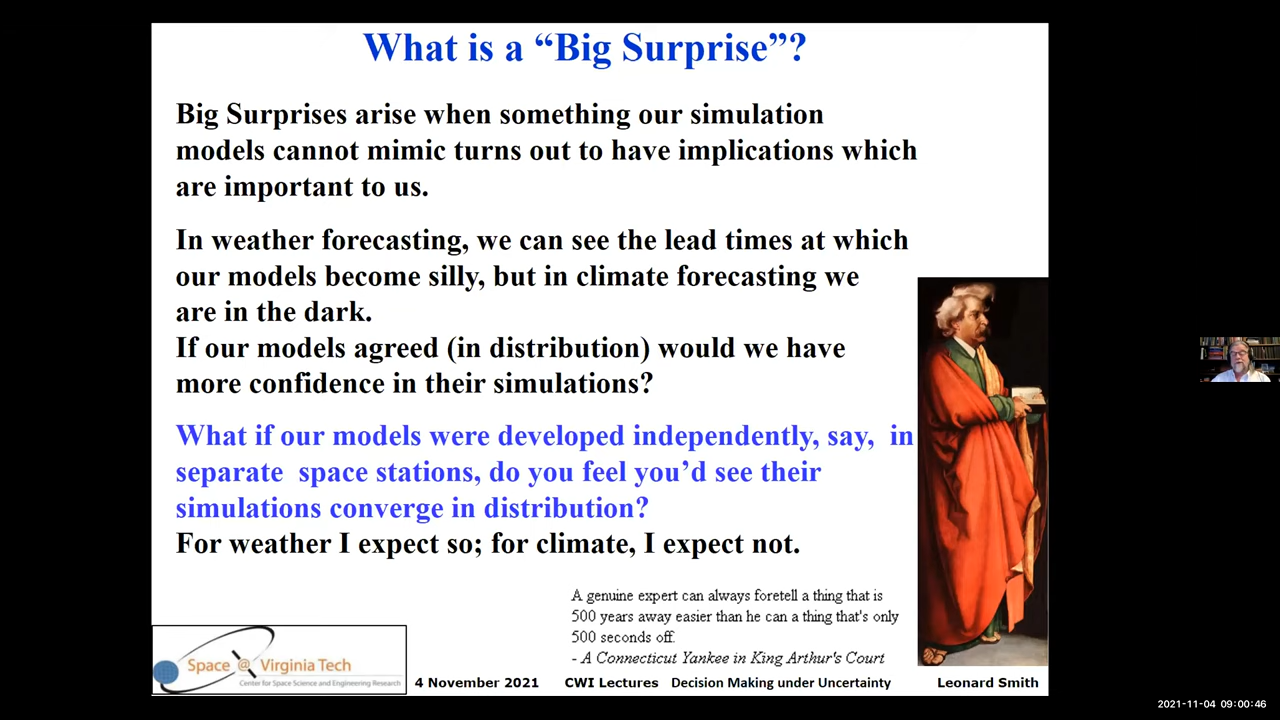 What is a “Big Surprise”?
Big Surprises arise when something our simulation
models cannot mimic turns out to have implications which
are important to us.
In weather forecasting, we can see the lead times at which
our models become silly, but in climate forecasting we
are in the dark.
If our models agreed (in distribution) would we have
more confidence in their simulations?
What if our models were developed independently, say, in
separate space stations, do you feel you’d see their
simulations converge in distribution?
For weather I expect so; for climate, I expect not.
A genuine expert can always foretell a thing that is
500 years away easier than he can a thing that's only
500 seconds off.
- A Connecticut Yankee in King Arthur's Court
Space @ Virginia Tech
Center for Space Science and Engineering Research
4 November 2021 CWI Lectures Decision Making under Uncertainty Leonard Smith
2021-11-04 09:00:46